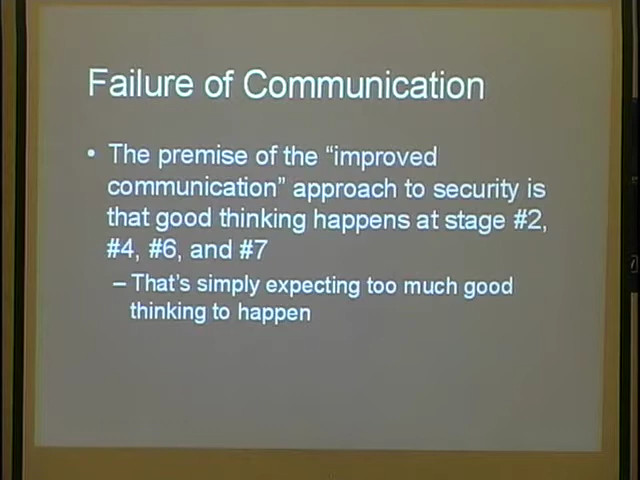 Failure of Communication
• The premise of the “improved
communication” approach to security is
that good thinking happens at stage #2,
#4, #6, and #7
– That’s simply expecting too much good
thinking to happen